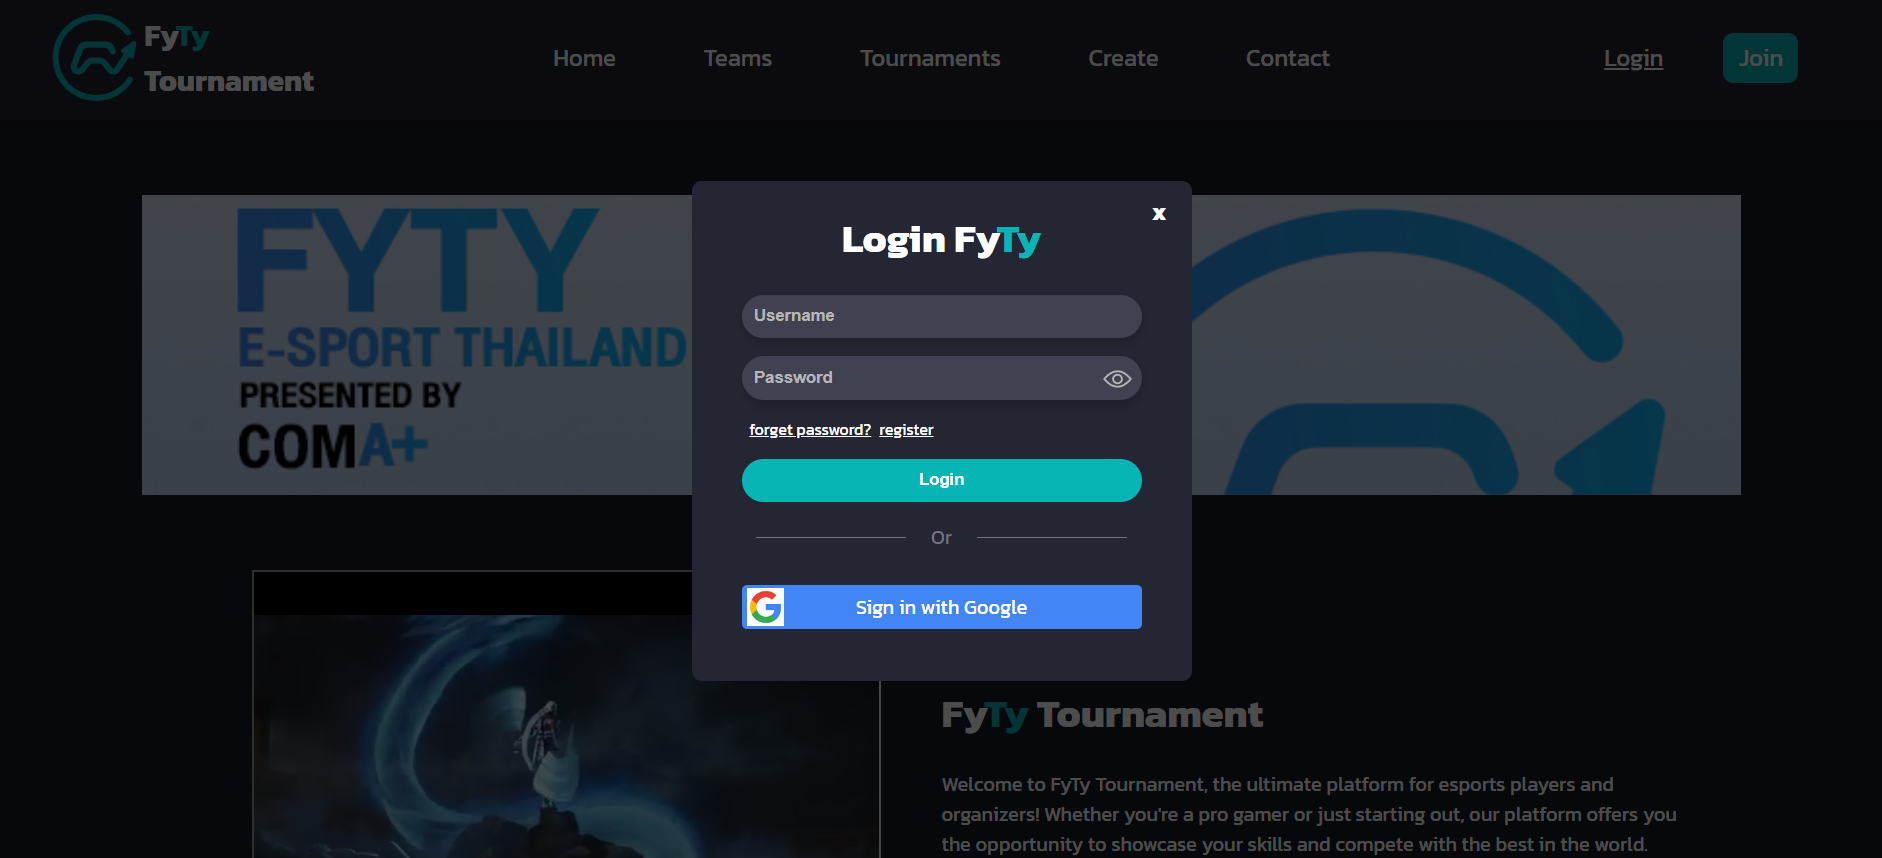 FyTy
Tournament
Home
Teams
Tournaments
Create
Contact
Login
Join
FYTY
E-SPORT THAILAND
PRESENTED BY
COMA+
x
Login FyTy
Username
Password
forget password? register
Login
Or
Sign in with Google
FyTy Tournament
Welcome to FyTy Tournament, the ultimate platform for esports players and
organizers! Whether you're a pro gamer or just starting out, our platform offers you
the opportunity to showcase your skills and compete with the best in the world.